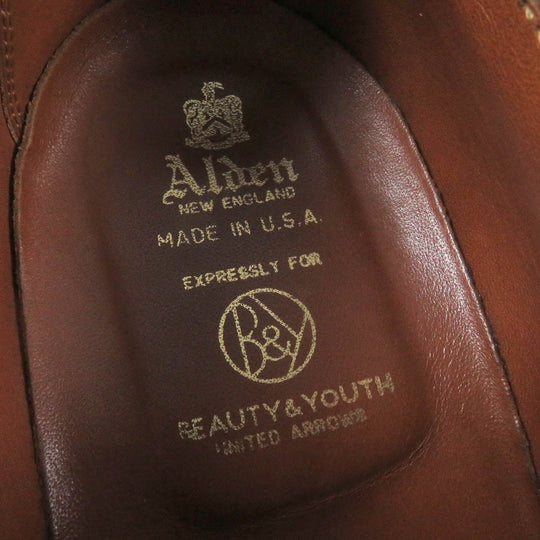 Alden
NEW ENGLAND
MADE IN U.S.A.
EXPRESSLY FOR
B&Y
BEAUTY&YOUTH
UNITED ARROWS